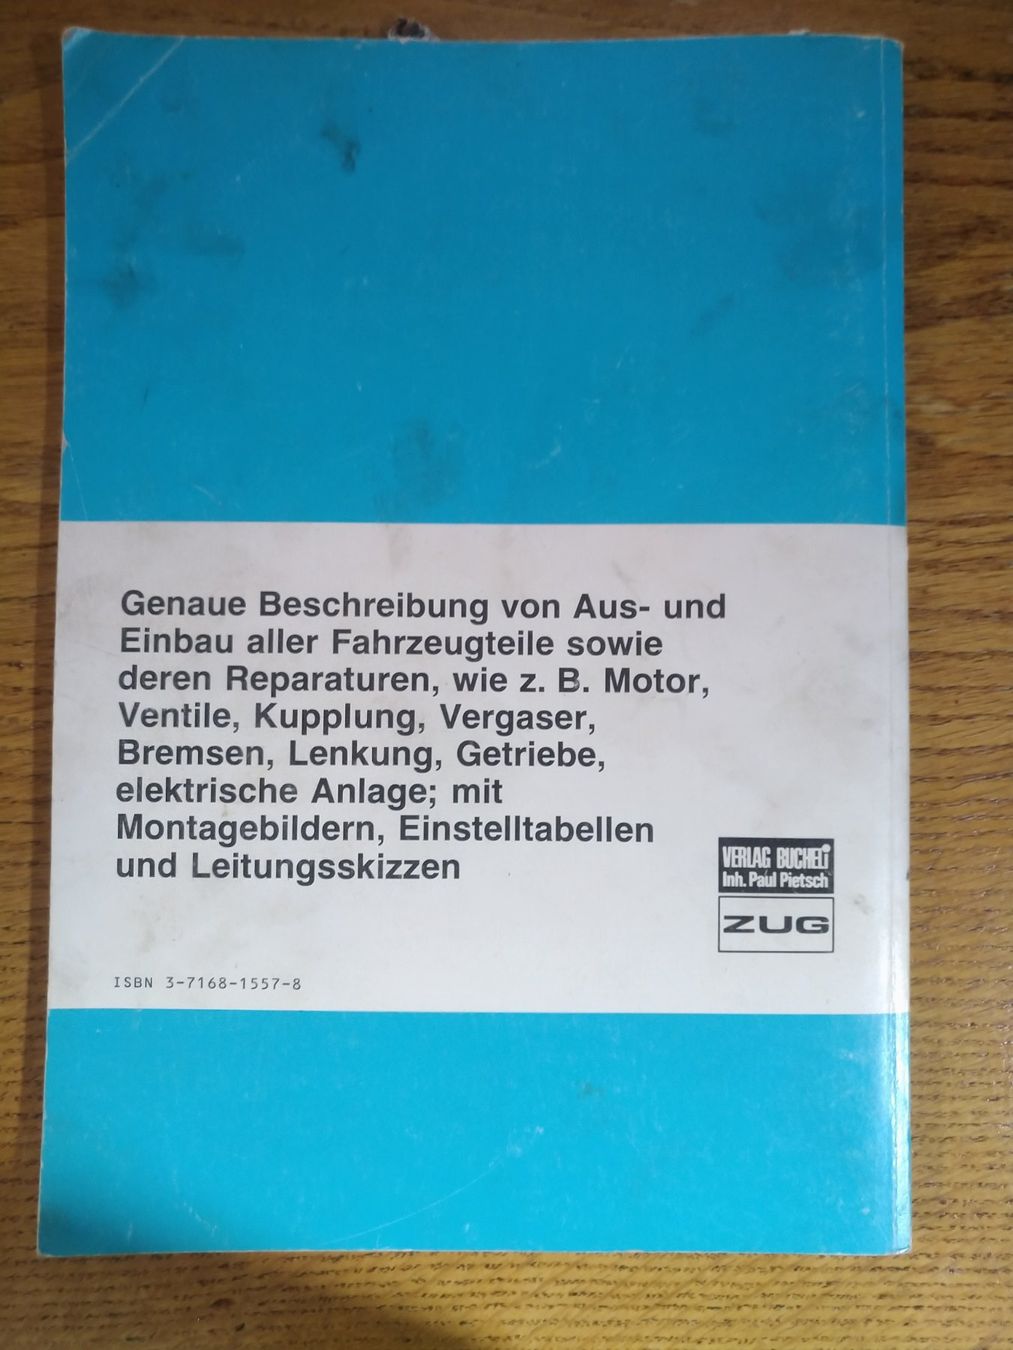 Genaue Beschreibung von Aus- und
Einbau aller Fahrzeugteile sowie
deren Reparaturen, wie z. B. Motor,
Ventile, Kupplung, Vergaser,
Bremsen, Lenkung, Getriebe,
elektrische Anlage; mit
Montagebildern, Einstelltabellen
und Leitungsskizzen
VERLAG BUCHELI
Inh. Paul Pietsch
ZUG
ISBN 3-7168-1557-8